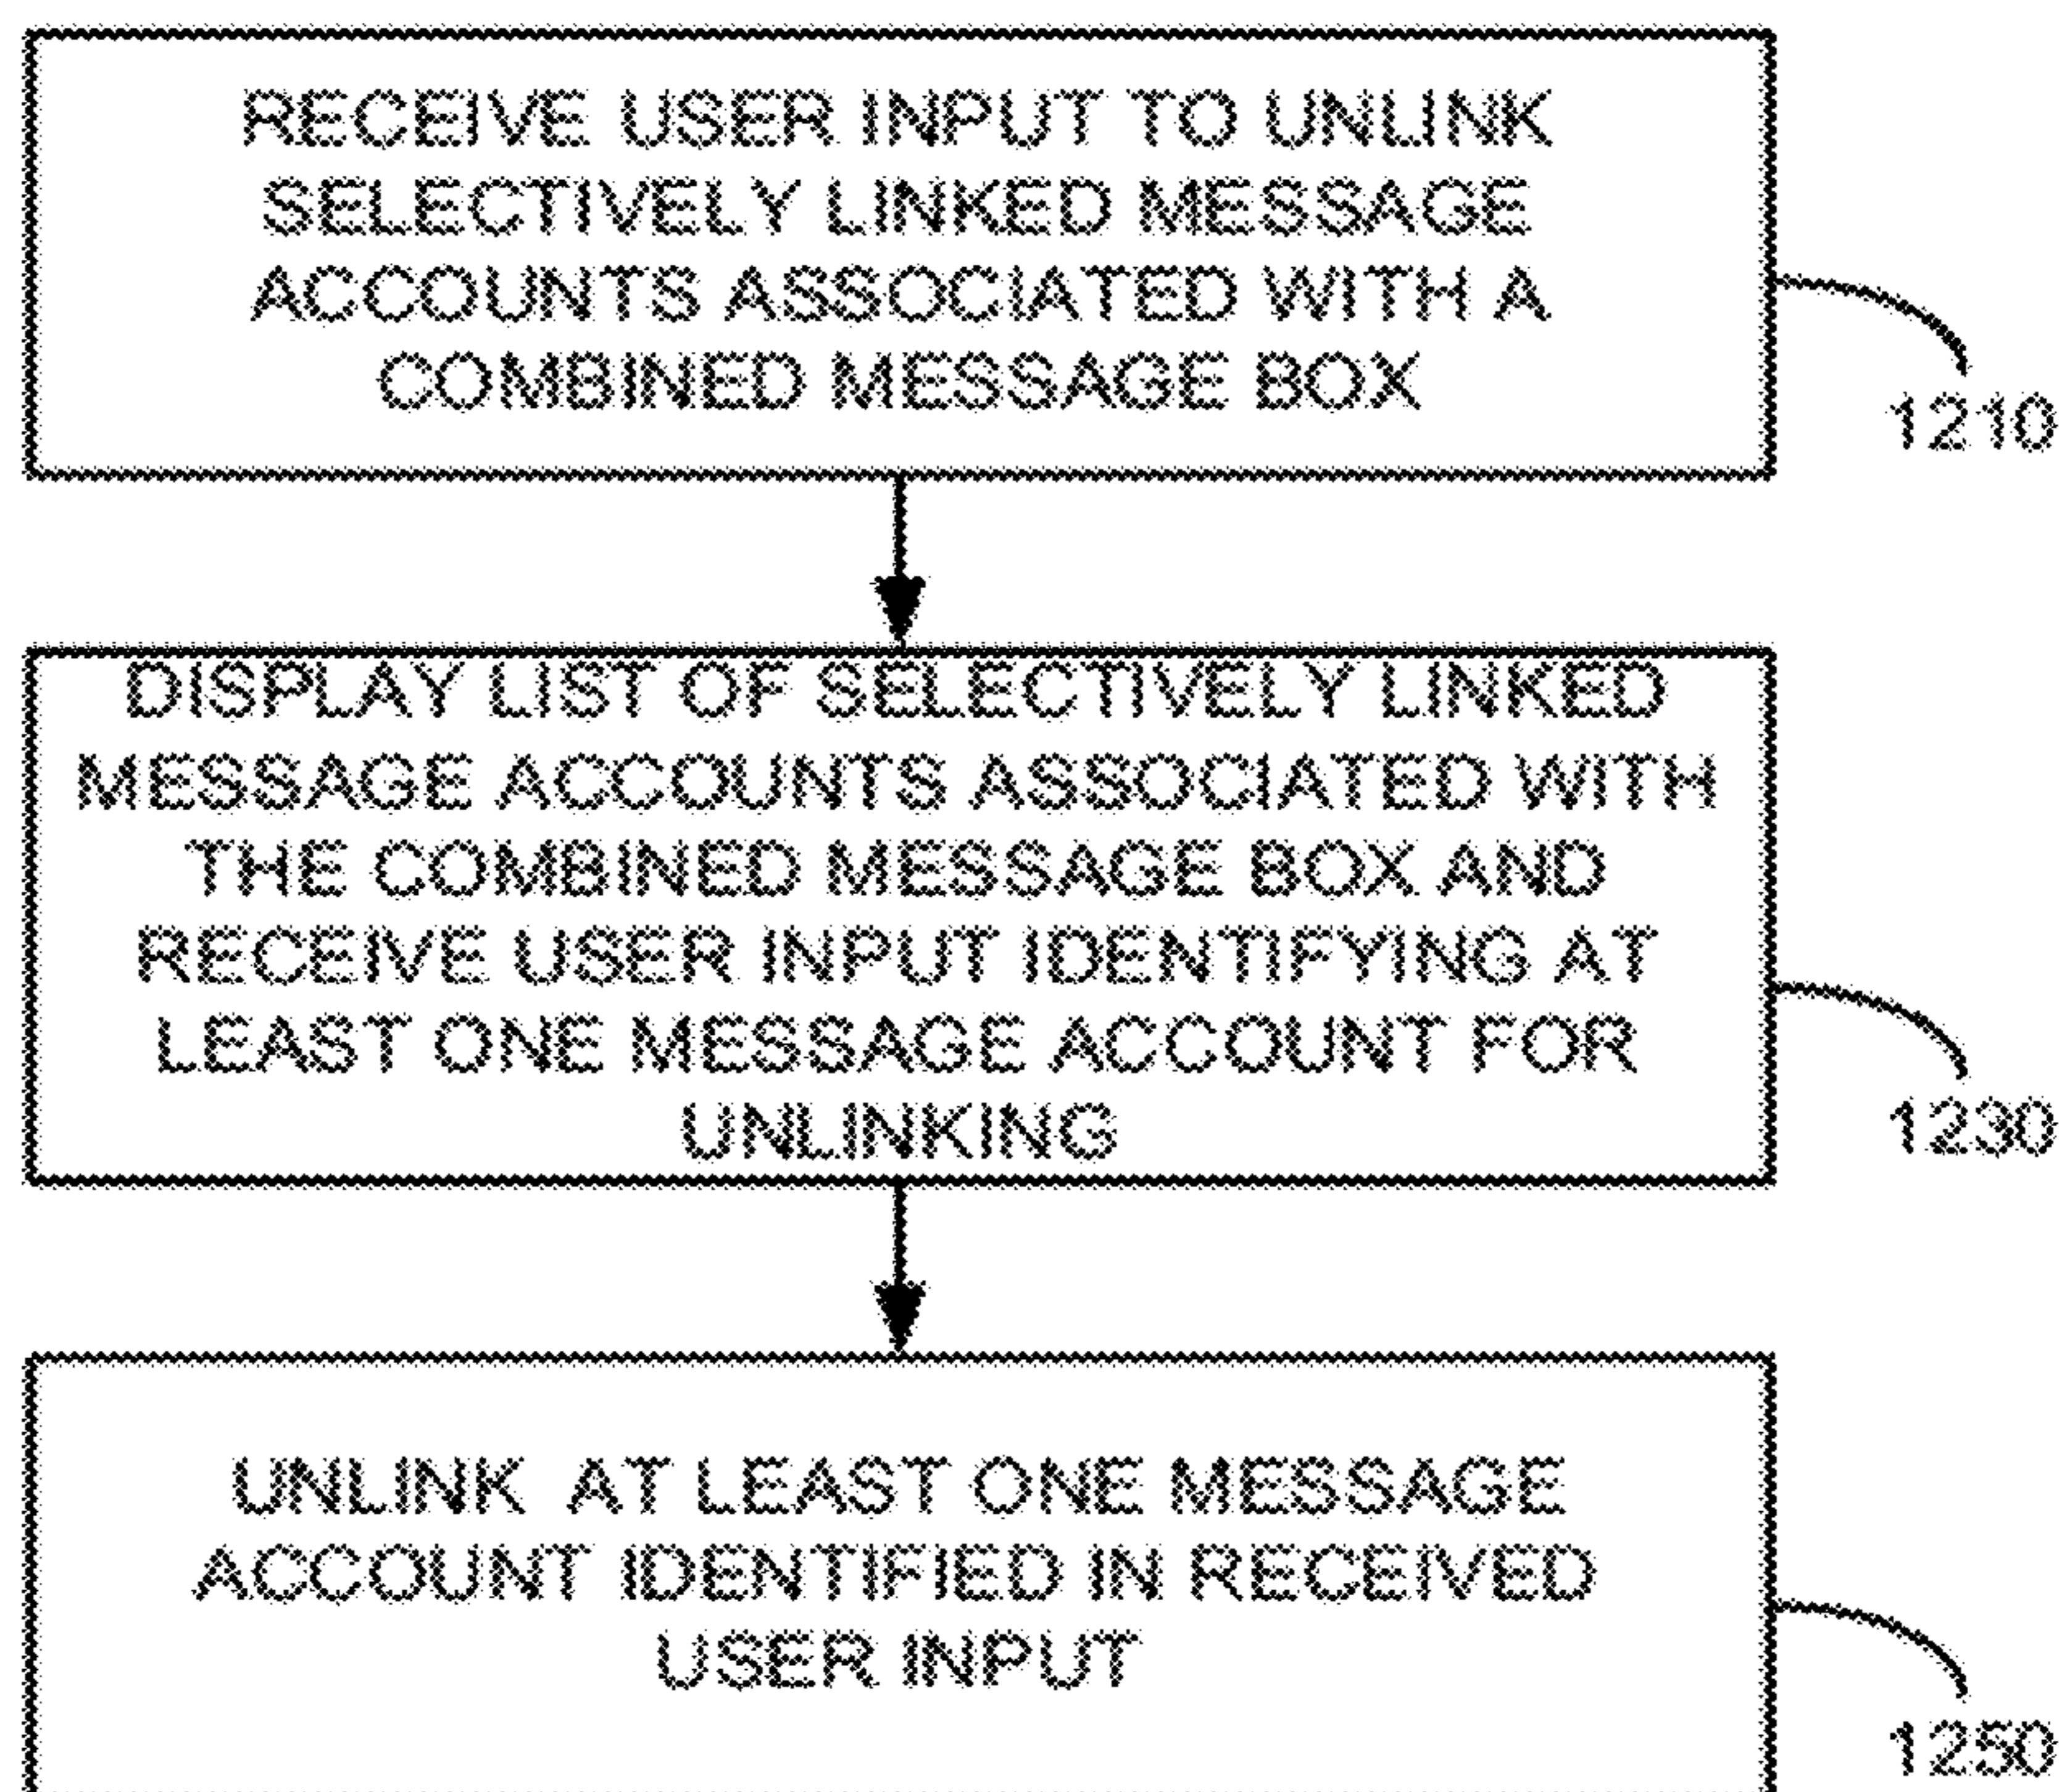 RECEIVE USER INPUT TO UNLINK
SELECTIVELY LINKED MESSAGE
ACCOUNTS ASSOCIATED WITH A
COMBINED MESSAGE BOX
1210
DISPLAY LIST OF SELECTIVELY LINKED
MESSAGE ACCOUNTS ASSOCIATED WITH
THE COMBINED MESSAGE BOX AND
RECEIVE USER INPUT IDENTIFYING AT
LEAST ONE MESSAGE ACCOUNT FOR
UNLINKING
1230
UNLINK AT LEAST ONE MESSAGE
ACCOUNT IDENTIFIED IN RECEIVED
USER INPUT
1250